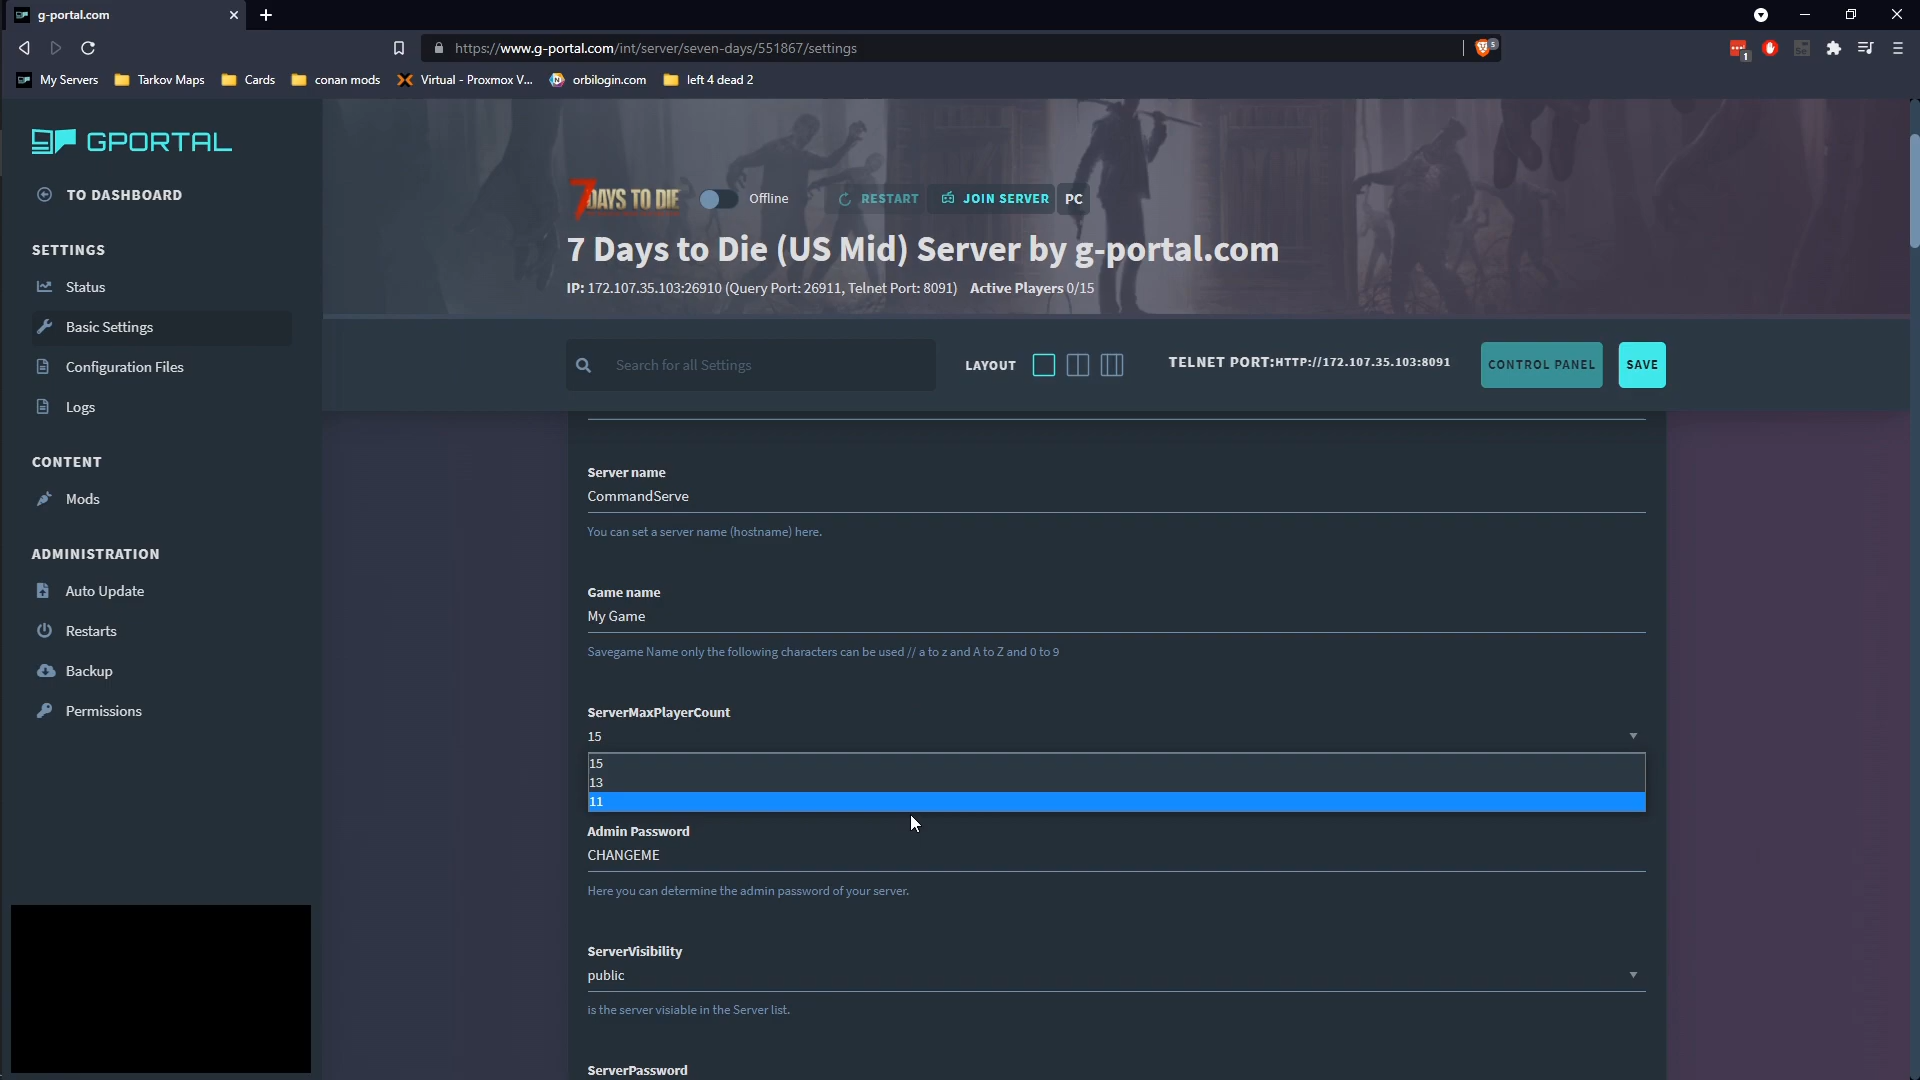 g-portal.com
https://www.g-portal.com/int/server/seven-days/551867/settings
5
1
My Servers
Tarkov Maps
Cards
conan mods
Virtual - Proxmox V...
orbilogin.com
left 4 dead 2
GPORTAL
TO DASHBOARD
SETTINGS
Status
Basic Settings
Configuration Files
Logs
CONTENT
Mods
ADMINISTRATION
Auto Update
Restarts
Backup
Permissions
7 DAYS TO DIE
Offline
RESTART
JOIN SERVER
PC
7 Days to Die (US Mid) Server by g-portal.com
IP: 172.107.35.103:26910 (Query Port: 26911, Telnet Port: 8091) Active Players 0/15
Search for all Settings
LAYOUT
TELNET PORT:HTTP://172.107.35.103:8091
CONTROL PANEL
SAVE
Server name
CommandServe
You can set a server name (hostname) here.
Game name
My Game
Savegame Name only the following characters can be used // a to z and A to Z and 0 to 9
ServerMaxPlayerCount
15
15
13
11
Admin Password
CHANGEME
Here you can determine the admin password of your server.
ServerVisibility
public
is the server visiable in the Server list.
ServerPassword